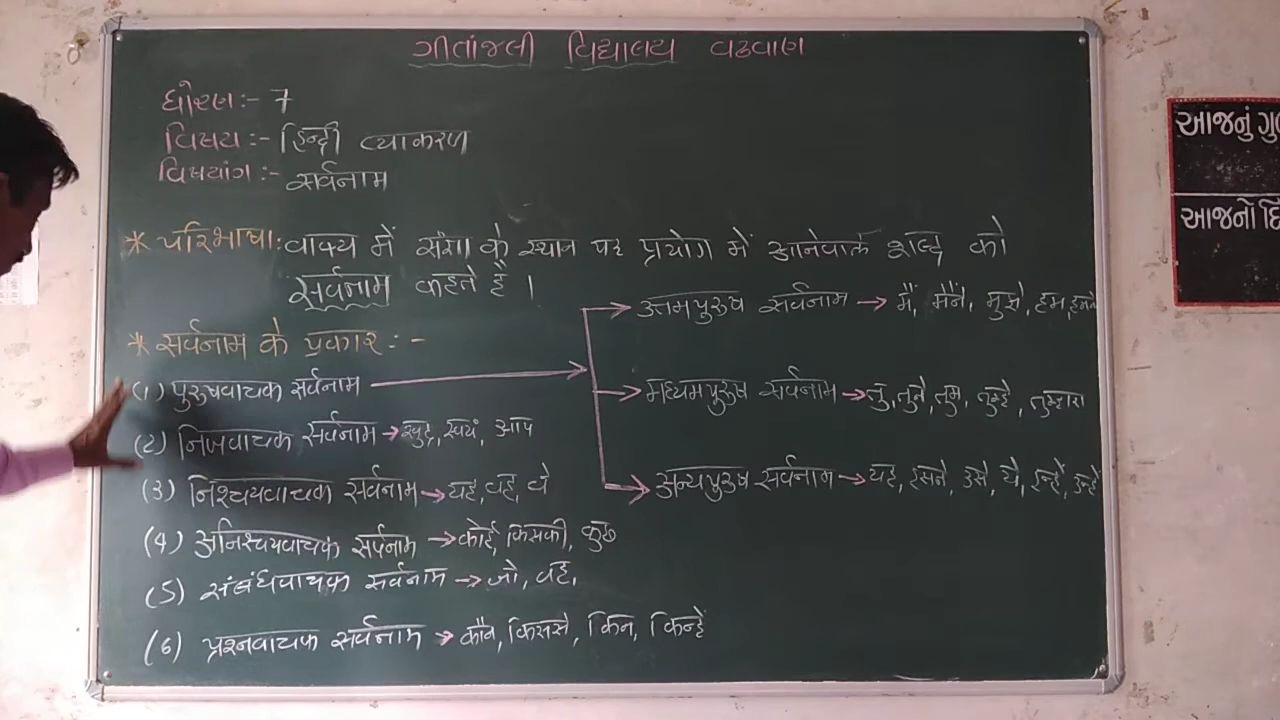 ગીતાંજલી વિદ્યાલય વઢવાણ
ધોરણ:- 7
વિષય:- हिन्दी व्याकरण
વિષયાંગ:- सर्वनाम
* परिभाषा: वाक्य में संज्ञा के स्थान पर प्रयोग में आनेवाले शब्द को
सर्वनाम कहते है ।
* सर्वनाम के प्रकार :-
(1) पुरुषवाचक सर्वनाम
उत्तमपुरुष सर्वनाम → मैं, मैंने, मुझे, हम, हमने
मध्यमपुरुष सर्वनाम → तु, तुने, तुम, तुम्हे, तुम्हारा
अन्यपुरुष सर्वनाम → यह, इसने, उसे, ये, इन्हें, उन्हें
(2) निजवाचक सर्वनाम → खुद, स्वयं, आप
(3) निश्चयवाचक सर्वनाम → यह, वह, वे
(4) अनिश्चयवाचक सर्वनाम → कोई, किसकी, कुछ
(5) संबंधवाचक सर्वनाम → जो, वह,
(6) प्रश्नवाचक सर्वनाम → कौन, किससे, किन, किन्हें
આજનું ગુ
આજનો દિ